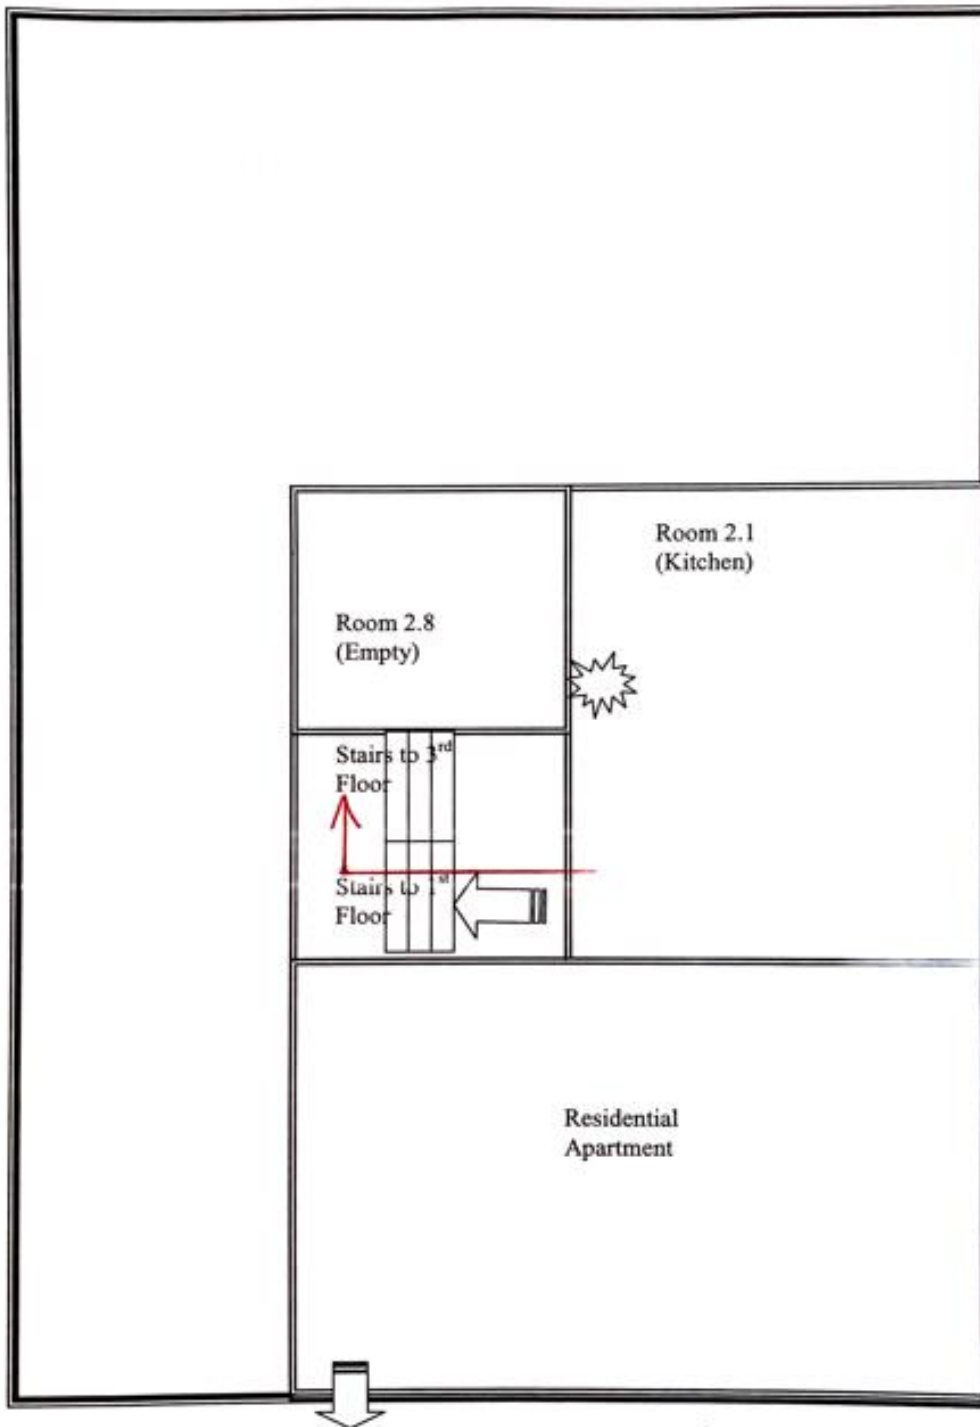 Room 2.1
(Kitchen)
Room 2.8
(Empty)
Stairs to 3rd
Floor
Stairs to 1st
Floor
Residential
Apartment